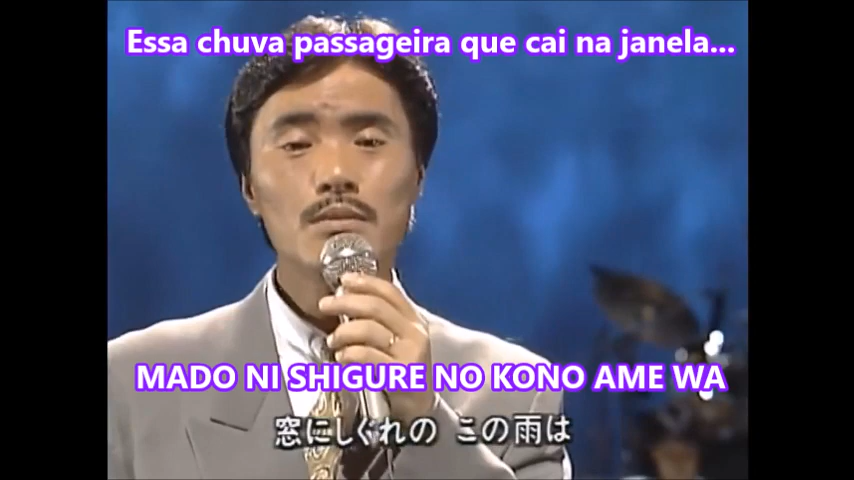 Essa chuva passageira que cai na janela...
MADO NI SHIGURE NO KONO AME WA
窓にしぐれの この雨は